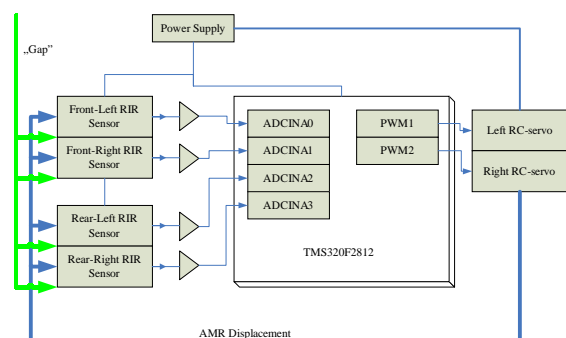 Power Supply
„Gap”
Front-Left RIR
Sensor
Front-Right RIR
Sensor
Rear-Left RIR
Sensor
Rear-Right RIR
Sensor
ADCINA0
ADCINA1
ADCINA2
ADCINA3
PWM1
PWM2
TMS320F2812
Left RC-servo
Right RC-servo
AMR Displacement